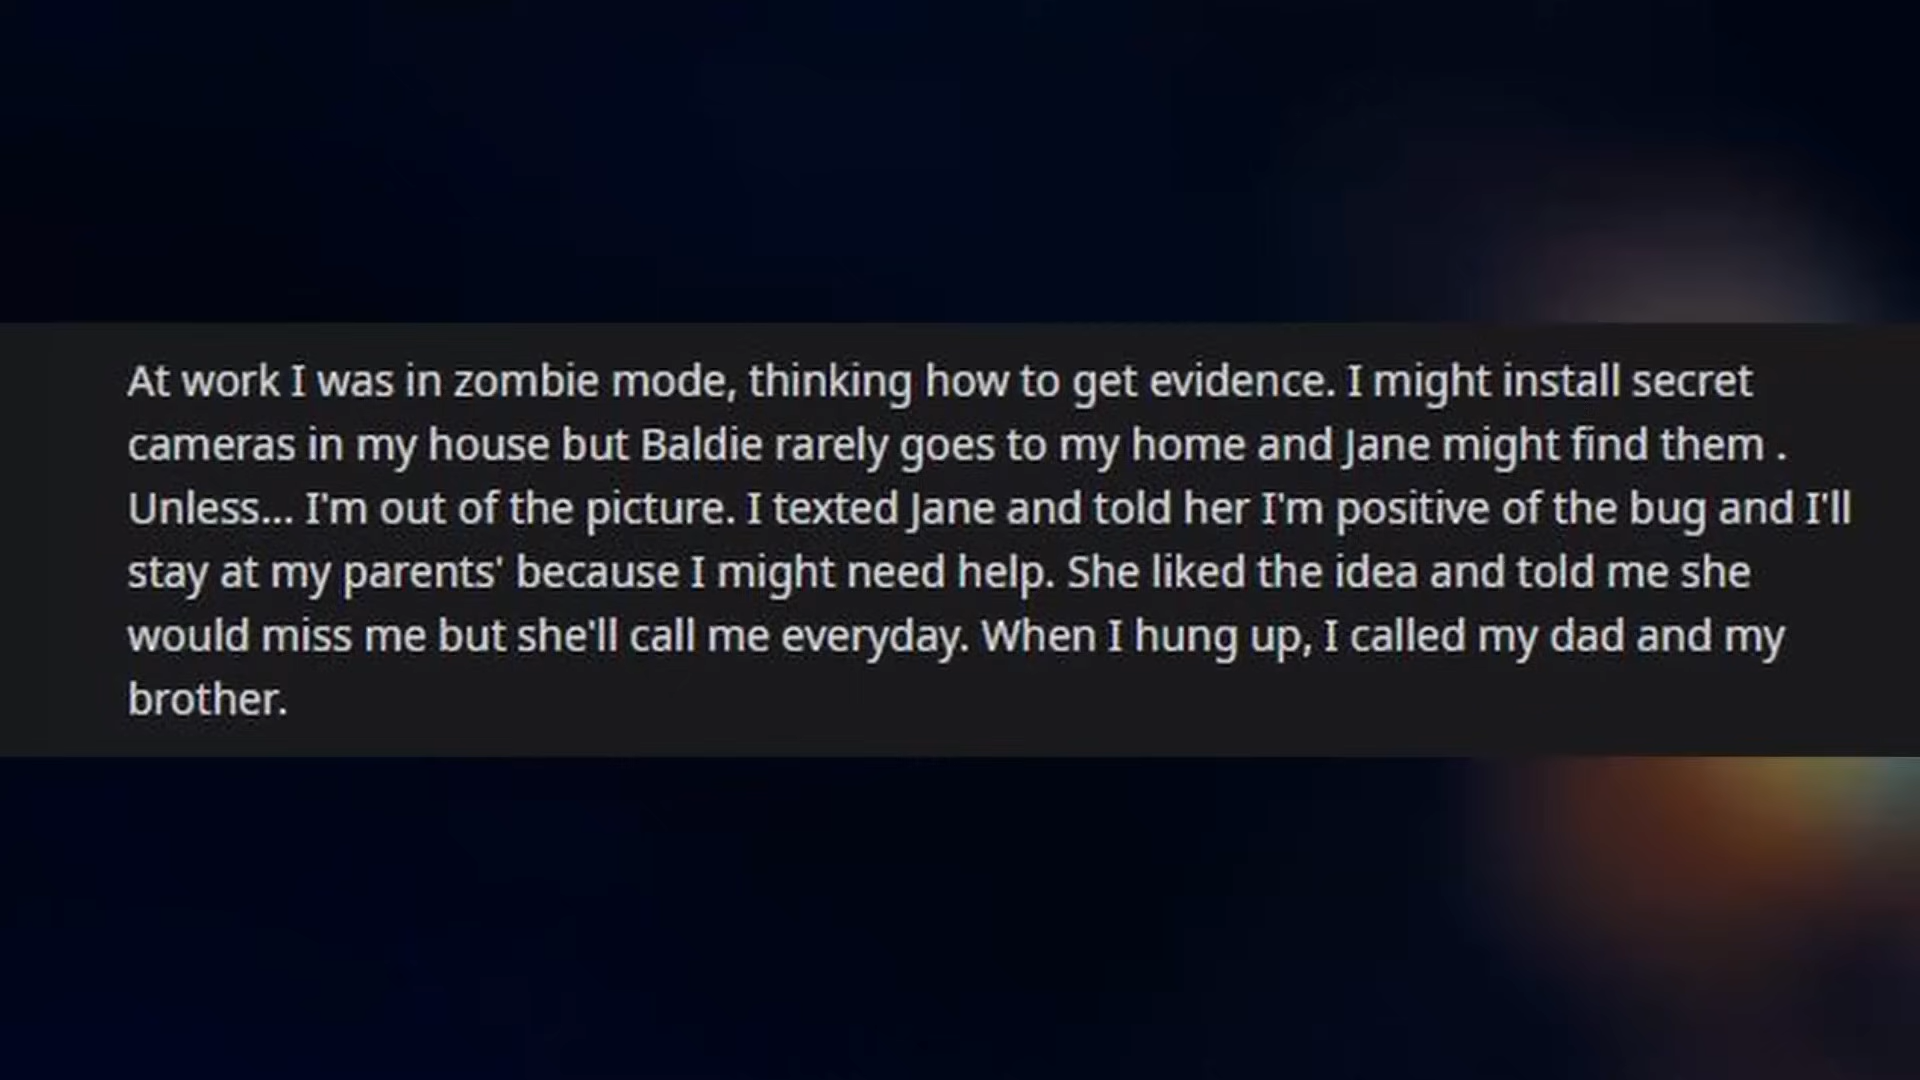 At work I was in zombie mode, thinking how to get evidence. I might install secret
cameras in my house but Baldie rarely goes to my home and Jane might find them .
Unless... I'm out of the picture. I texted Jane and told her I'm positive of the bug and I'll
stay at my parents' because I might need help. She liked the idea and told me she
would miss me but she'll call me everyday. When I hung up, I called my dad and my
brother.